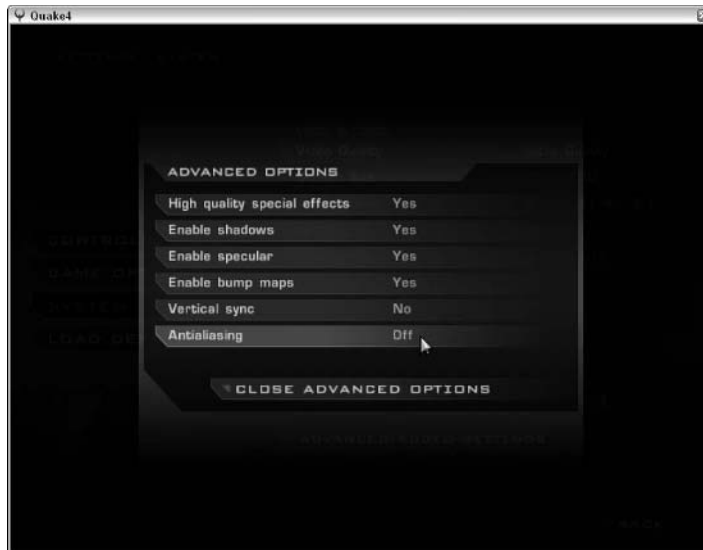 Quake4
ADVANCED OPTIONS
High quality special effects Yes
Enable shadows Yes
Enable specular Yes
Enable bump maps Yes
Vertical sync No
Antialiasing Off
CLOSE ADVANCED OPTIONS
BACK